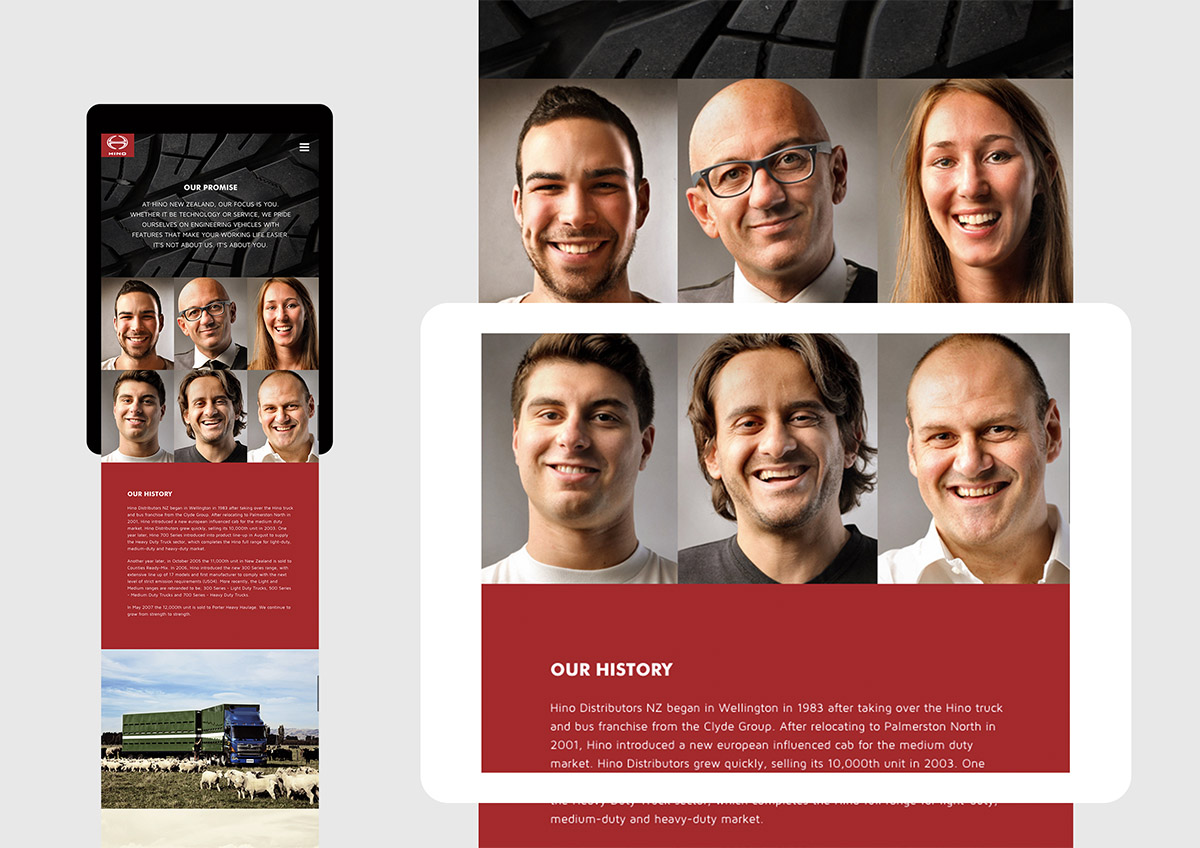 HINO
OUR PROMISE
AT HINO NEW ZEALAND, OUR FOCUS IS YOU.
WHETHER IT BE TECHNOLOGY OR SERVICE, WE PRIDE
OURSELVES ON ENGINEERING VEHICLES WITH
FEATURES THAT MAKE YOUR WORKING LIFE EASIER.
IT'S NOT ABOUT US. IT'S ABOUT YOU.
OUR HISTORY
Hino Distributors NZ began in Wellington in 1983 after taking over the Hino truck
and bus franchise from the Clyde Group. After relocating to Palmerston North in
2001, Hino introduced a new european influenced cab for the medium duty
market. Hino Distributors grew quickly, selling its 10,000th unit in 2003. One
year later, Hino 700 Series introduced into product line-up in August to supply
the Heavy Duty Truck sector, which completes the Hino full range for light-duty,
medium-duty and heavy-duty market.
Another year later, in October 2005 the 11,000th unit in New Zealand is sold to
Counties Ready-Mix. In 2006, Hino introduced the new 300 Series range, with
extensive line up of 17 models and first manufacturer to comply with the next
level of strict emission requirements (US04). More recently, the Light and
Medium ranges are rebranded to be; 300 Series - Light Duty Trucks, 500 Series
- Medium Duty Trucks and 700 Series - Heavy Duty Trucks
In May 2007 the 12,000th unit is sold to Porter Heavy Haulage. We continue to
grow from strength to strength.
OUR HISTORY
Hino Distributors NZ began in Wellington in 1983 after taking over the Hino truck
and bus franchise from the Clyde Group. After relocating to Palmerston North in
2001, Hino introduced a new european influenced cab for the medium duty
market. Hino Distributors grew quickly, selling its 10,000th unit in 2003. One
the Heavy Duty Truck sector, which completes the Hino full range for light-duty,
medium-duty and heavy-duty market.